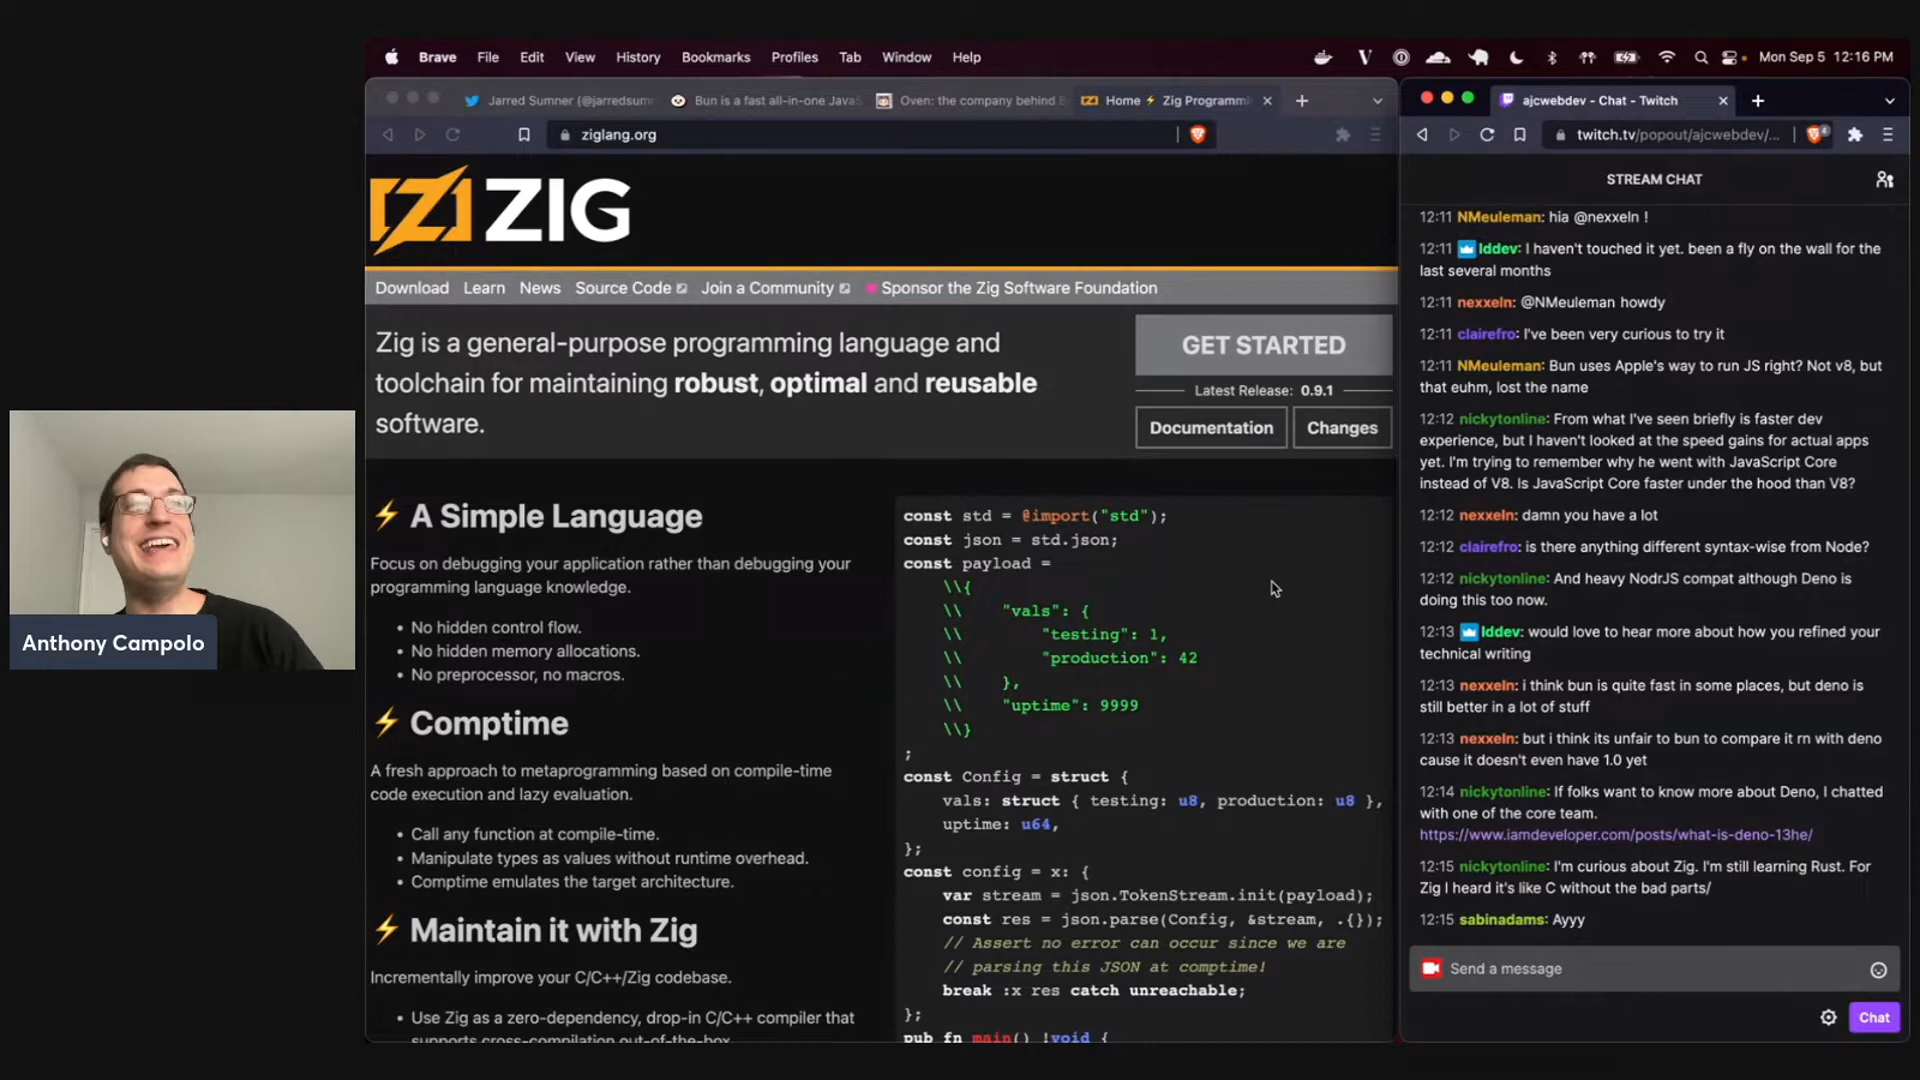 Brave File Edit View History Bookmarks Profiles Tab Window Help
Mon Sep 5 12:16 PM
Jarred Sumner (@jarredsumn
Bun is a fast all-in-one JavaS
Oven: the company behind B
Home ⚡ Zig Programmi
ziglang.org
ZIG
Download Learn News Source Code Join a Community Sponsor the Zig Software Foundation
Zig is a general-purpose programming language and
toolchain for maintaining robust, optimal and reusable
software.
GET STARTED
Latest Release: 0.9.1
Documentation
Changes
⚡ A Simple Language
Focus on debugging your application rather than debugging your
programming language knowledge.
• No hidden control flow.
• No hidden memory allocations.
• No preprocessor, no macros.
⚡ Comptime
A fresh approach to metaprogramming based on compile-time
code execution and lazy evaluation.
• Call any function at compile-time.
• Manipulate types as values without runtime overhead.
• Comptime emulates the target architecture.
⚡ Maintain it with Zig
Incrementally improve your C/C++/Zig codebase.
• Use Zig as a zero-dependency, drop-in C/C++ compiler that
supports cross-compilation out-of-the-box.
const std = @import("std");
const json = std.json;
const payload =
\\{
\\ "vals": {
\\ "testing": 1,
\\ "production": 42
\\ },
\\ "uptime": 9999
\\}
;
const Config = struct {
vals: struct { testing: u8, production: u8 },
uptime: u64,
};
const config = x: {
var stream = json.TokenStream.init(payload);
const res = json.parse(Config, &stream, .{});
// Assert no error can occur since we are
// parsing this JSON at comptime!
break :x res catch unreachable;
};
pub fn main() !void {
ajcwebdev - Chat - Twitch
twitch.tv/popout/ajcwebdev/...
4
STREAM CHAT
12:11 NMeuleman: hia @nexxeln !
12:11 lddev: I haven't touched it yet. been a fly on the wall for the
last several months
12:11 nexxeln: @NMeuleman howdy
12:11 clairefro: I've been very curious to try it
12:11 NMeuleman: Bun uses Apple's way to run JS right? Not v8, but
that euhm, lost the name
12:12 nickytonline: From what I've seen briefly is faster dev
experience, but I haven't looked at the speed gains for actual apps
yet. I'm trying to remember why he went with JavaScript Core
instead of V8. Is JavaScript Core faster under the hood than V8?
12:12 nexxeln: damn you have a lot
12:12 clairefro: is there anything different syntax-wise from Node?
12:12 nickytonline: And heavy NodrJS compat although Deno is
doing this too now.
12:13 lddev: would love to hear more about how you refined your
technical writing
12:13 nexxeln: i think bun is quite fast in some places, but deno is
still better in a lot of stuff
12:13 nexxeln: but i think its unfair to bun to compare it rn with deno
cause it doesn't even have 1.0 yet
12:14 nickytonline: If folks want to know more about Deno, I chatted
with one of the core team.
https://www.iamdeveloper.com/posts/what-is-deno-13he/
12:15 nickytonline: I'm curious about Zig. I'm still learning Rust. For
Zig I heard it's like C without the bad parts/
12:15 sabinadams: Ayyy
Send a message
Chat
Anthony Campolo